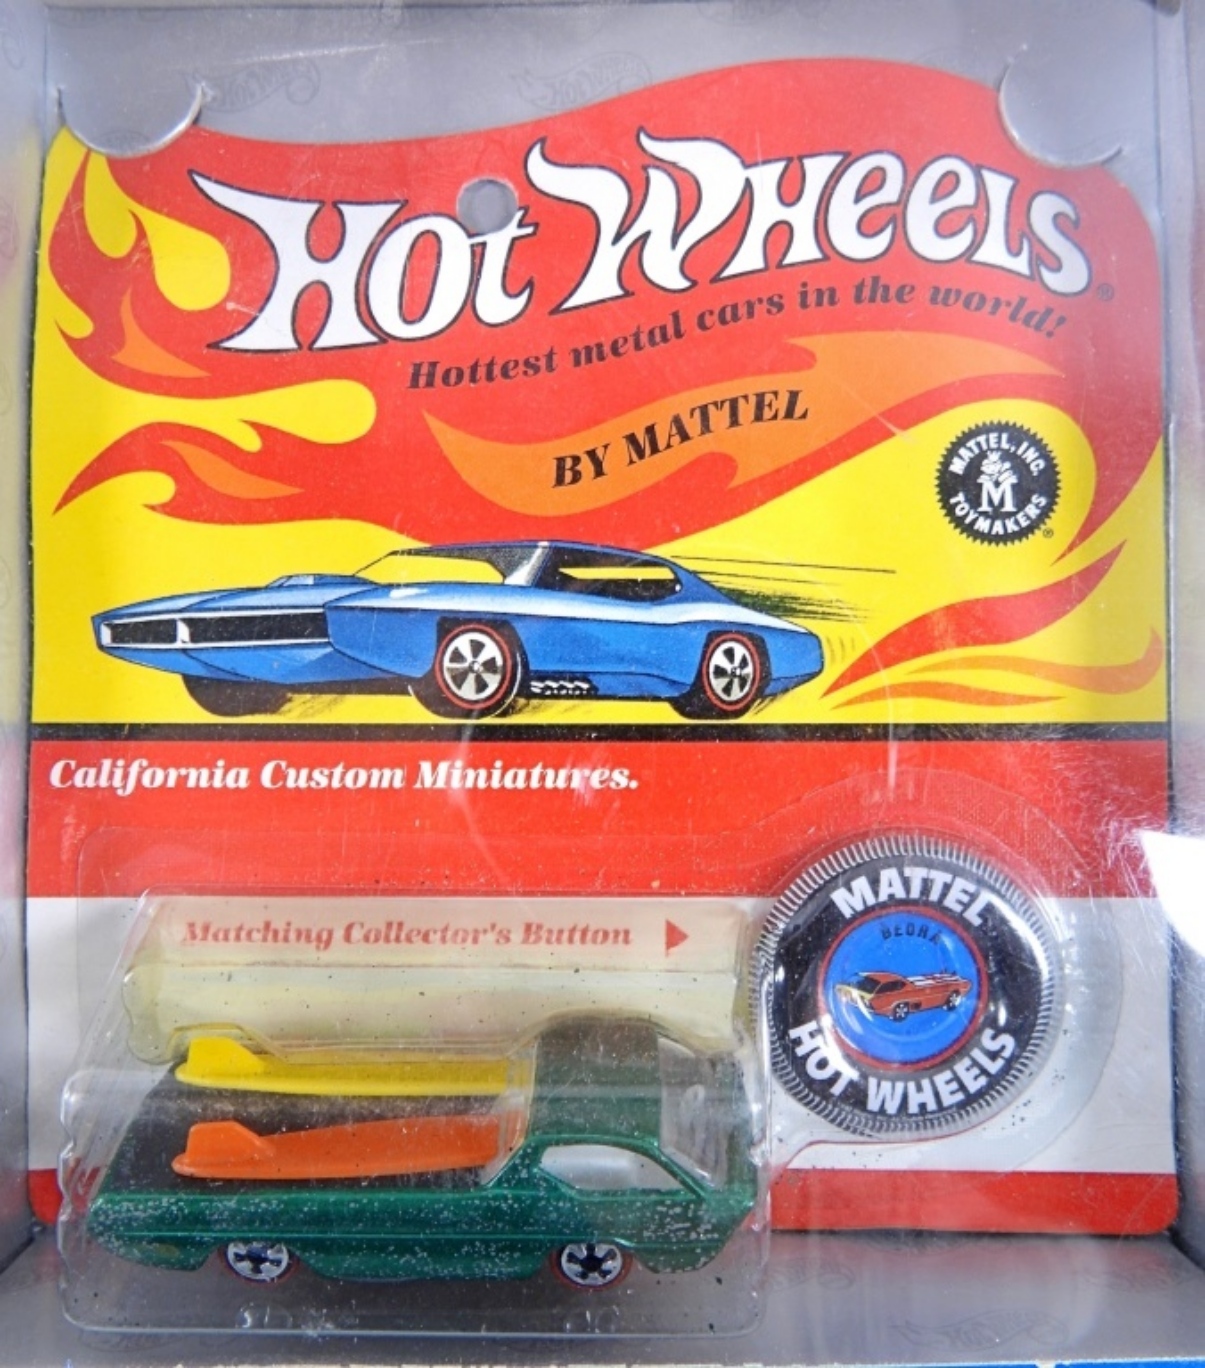 Hot Wheels®
Hottest metal cars in the world!
BY MATTEL
MATTEL, INC.
M
TOYMAKERS®
California Custom Miniatures.
Matching Collector's Button
MATTEL
DEORA
HOT WHEELS